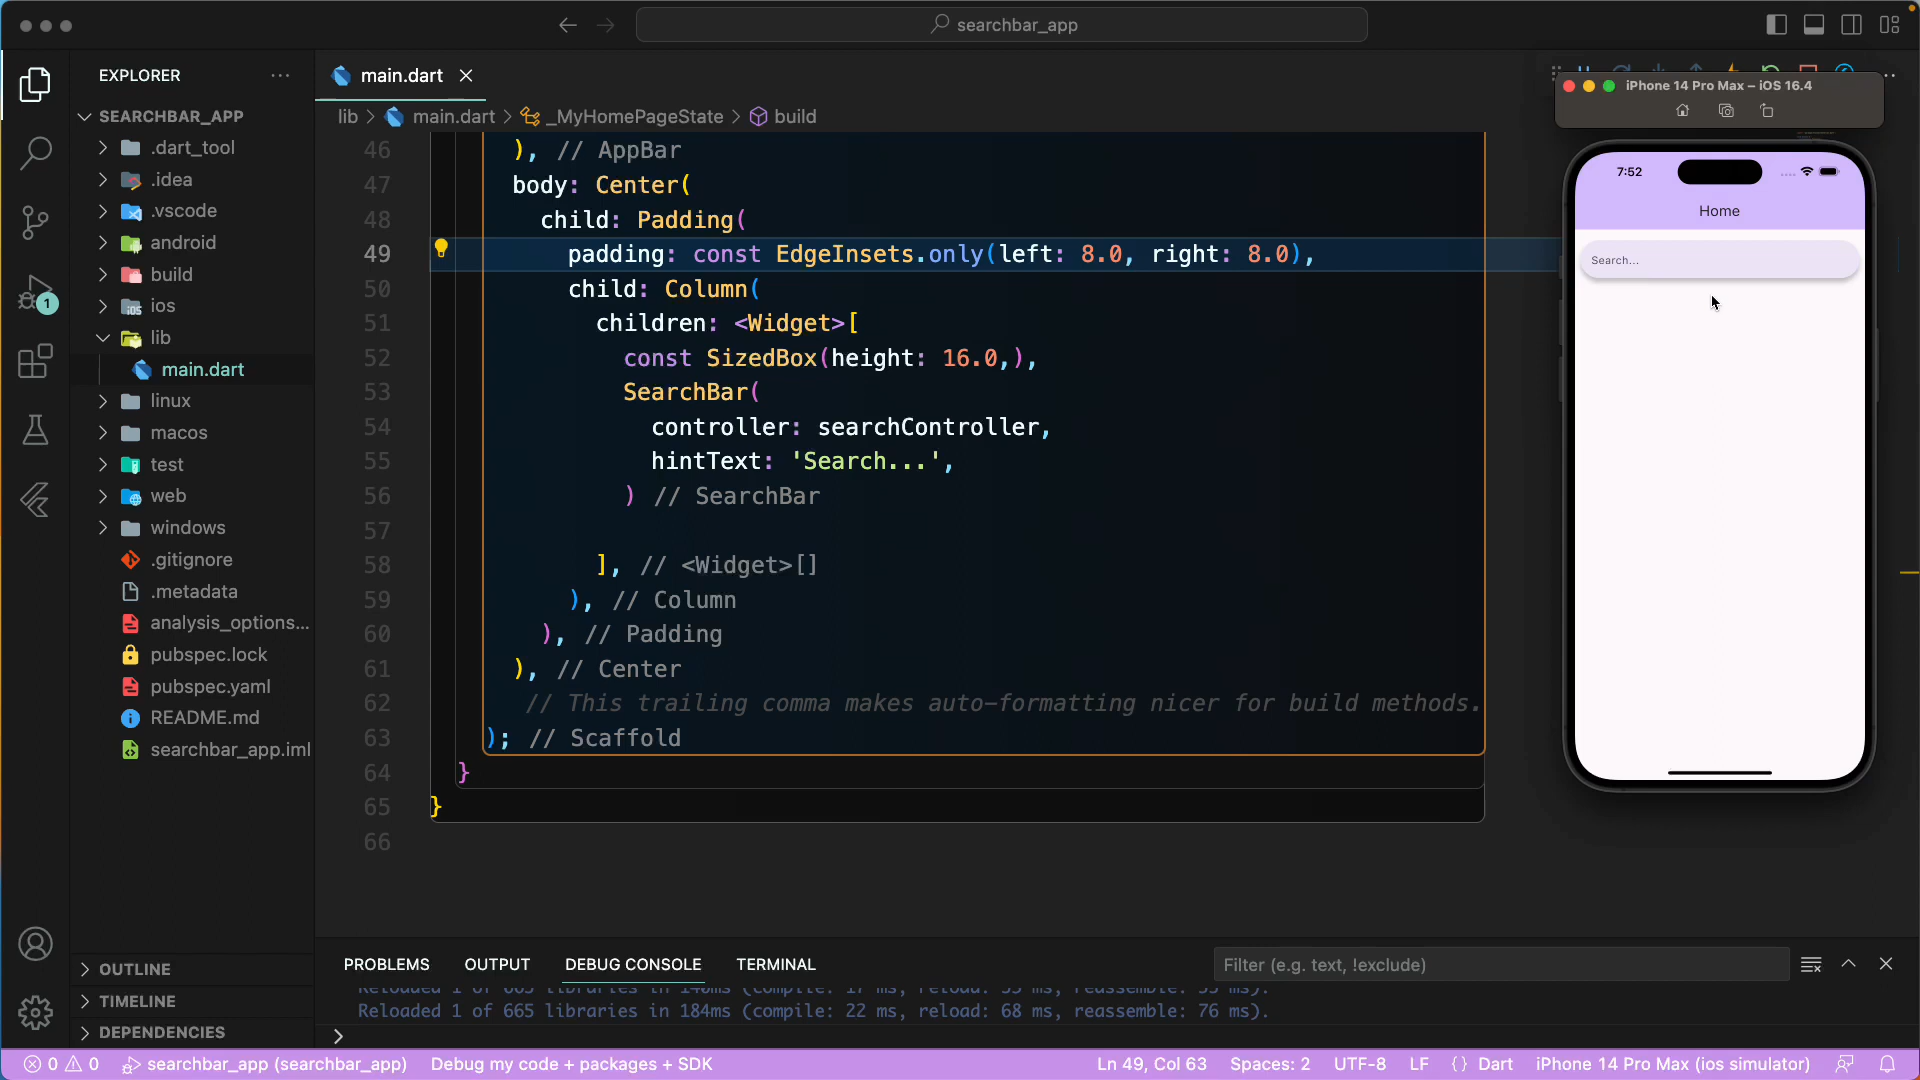 searchbar_app
EXPLORER
main.dart
iPhone 14 Pro Max – iOS 16.4
SEARCHBAR_APP
lib > main.dart > _MyHomePageState > build
.dart_tool
.idea
.vscode
android
build
ios
lib
main.dart
linux
macos
test
web
windows
.gitignore
.metadata
analysis_options...
pubspec.lock
pubspec.yaml
README.md
searchbar_app.iml
OUTLINE
TIMELINE
DEPENDENCIES
1
46 ), // AppBar
47 body: Center(
48 child: Padding(
49 padding: const EdgeInsets.only(left: 8.0, right: 8.0),
50 child: Column(
51 children: <Widget>[
52 const SizedBox(height: 16.0,),
53 SearchBar(
54 controller: searchController,
55 hintText: 'Search...',
56 ) // SearchBar
57
58 ], // <Widget>[]
59 ), // Column
60 ), // Padding
61 ), // Center
62 // This trailing comma makes auto-formatting nicer for build methods.
63 ); // Scaffold
64 }
65 }
66
7:52
Home
Search...
PROBLEMS OUTPUT DEBUG CONSOLE TERMINAL
Filter (e.g. text, !exclude)
Reloaded 1 of 665 libraries in 184ms (compile: 22 ms, reload: 68 ms, reassemble: 76 ms).
>
0 0 searchbar_app (searchbar_app) Debug my code + packages + SDK
Ln 49, Col 63 Spaces: 2 UTF-8 LF {} Dart iPhone 14 Pro Max (ios simulator)